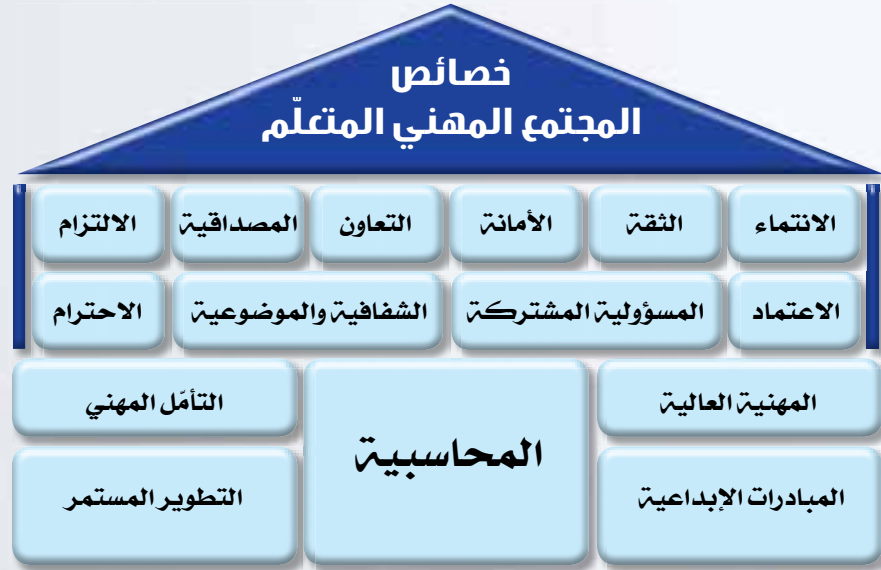 خصائص
المجتمع المهني المتعلّم
الانتماء الثقة الأمانة التعاون المصداقية الالتزام
الاعتماد المسؤولية المشتركة الشفافية والموضوعية الاحترام
المهنية العالية المحاسبية التأمّل المهني
المبادرات الإبداعية التطوير المستمر